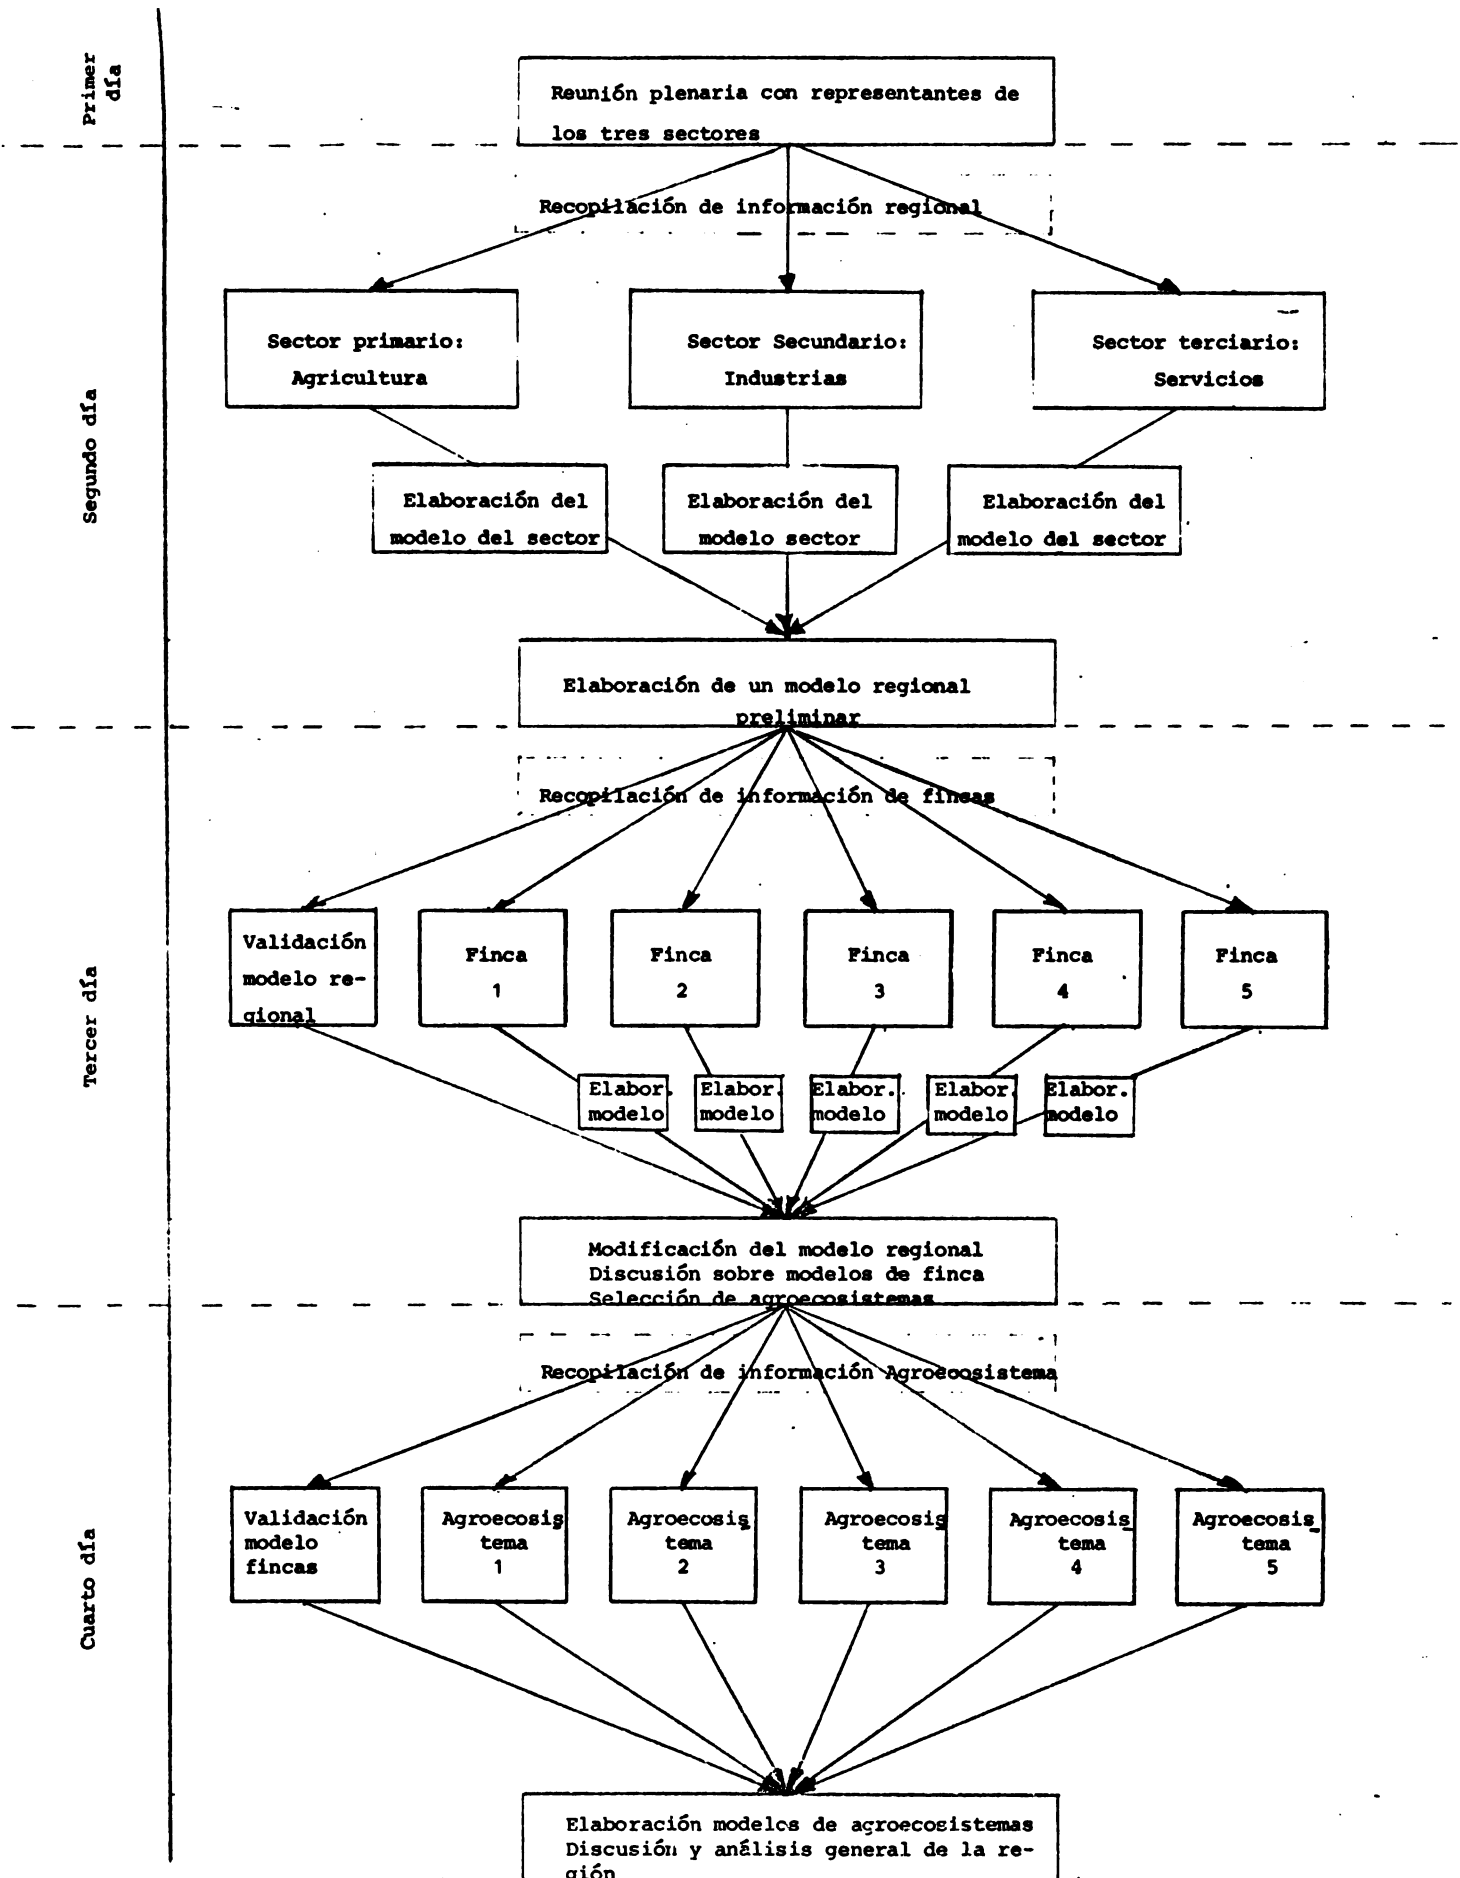 Primer
día
Reunión plenaria con representantes de
los tres sectores
Recopilación de información regional
Segundo día
Sector primario:
Agricultura
Sector Secundario:
Industrias
Sector terciario:
Servicios
Elaboración del
modelo del sector
Elaboración del
modelo sector
Elaboración del
modelo del sector
Elaboración de un modelo regional
preliminar
Recopilación de información de fincas
Tercer día
Validación
modelo re-
gional
Finca
1
Finca
2
Finca
3
Finca
4
Finca
5
Elabor.
modelo
Elabor.
modelo
Elabor.
modelo
Elabor.
modelo
Elabor.
modelo
Modificación del modelo regional
Discusión sobre modelos de finca
Selección de agroecosistemas
Recopilación de información Agroecosistema
Cuarto día
Validación
modelo
fincas
Agroecosis
tema
1
Agroecosis
tema
2
Agroecosis
tema
3
Agroecosis
tema
4
Agroecosis
tema
5
Elaboración modelos de agroecosistemas
Discusión y análisis general de la re-
gión